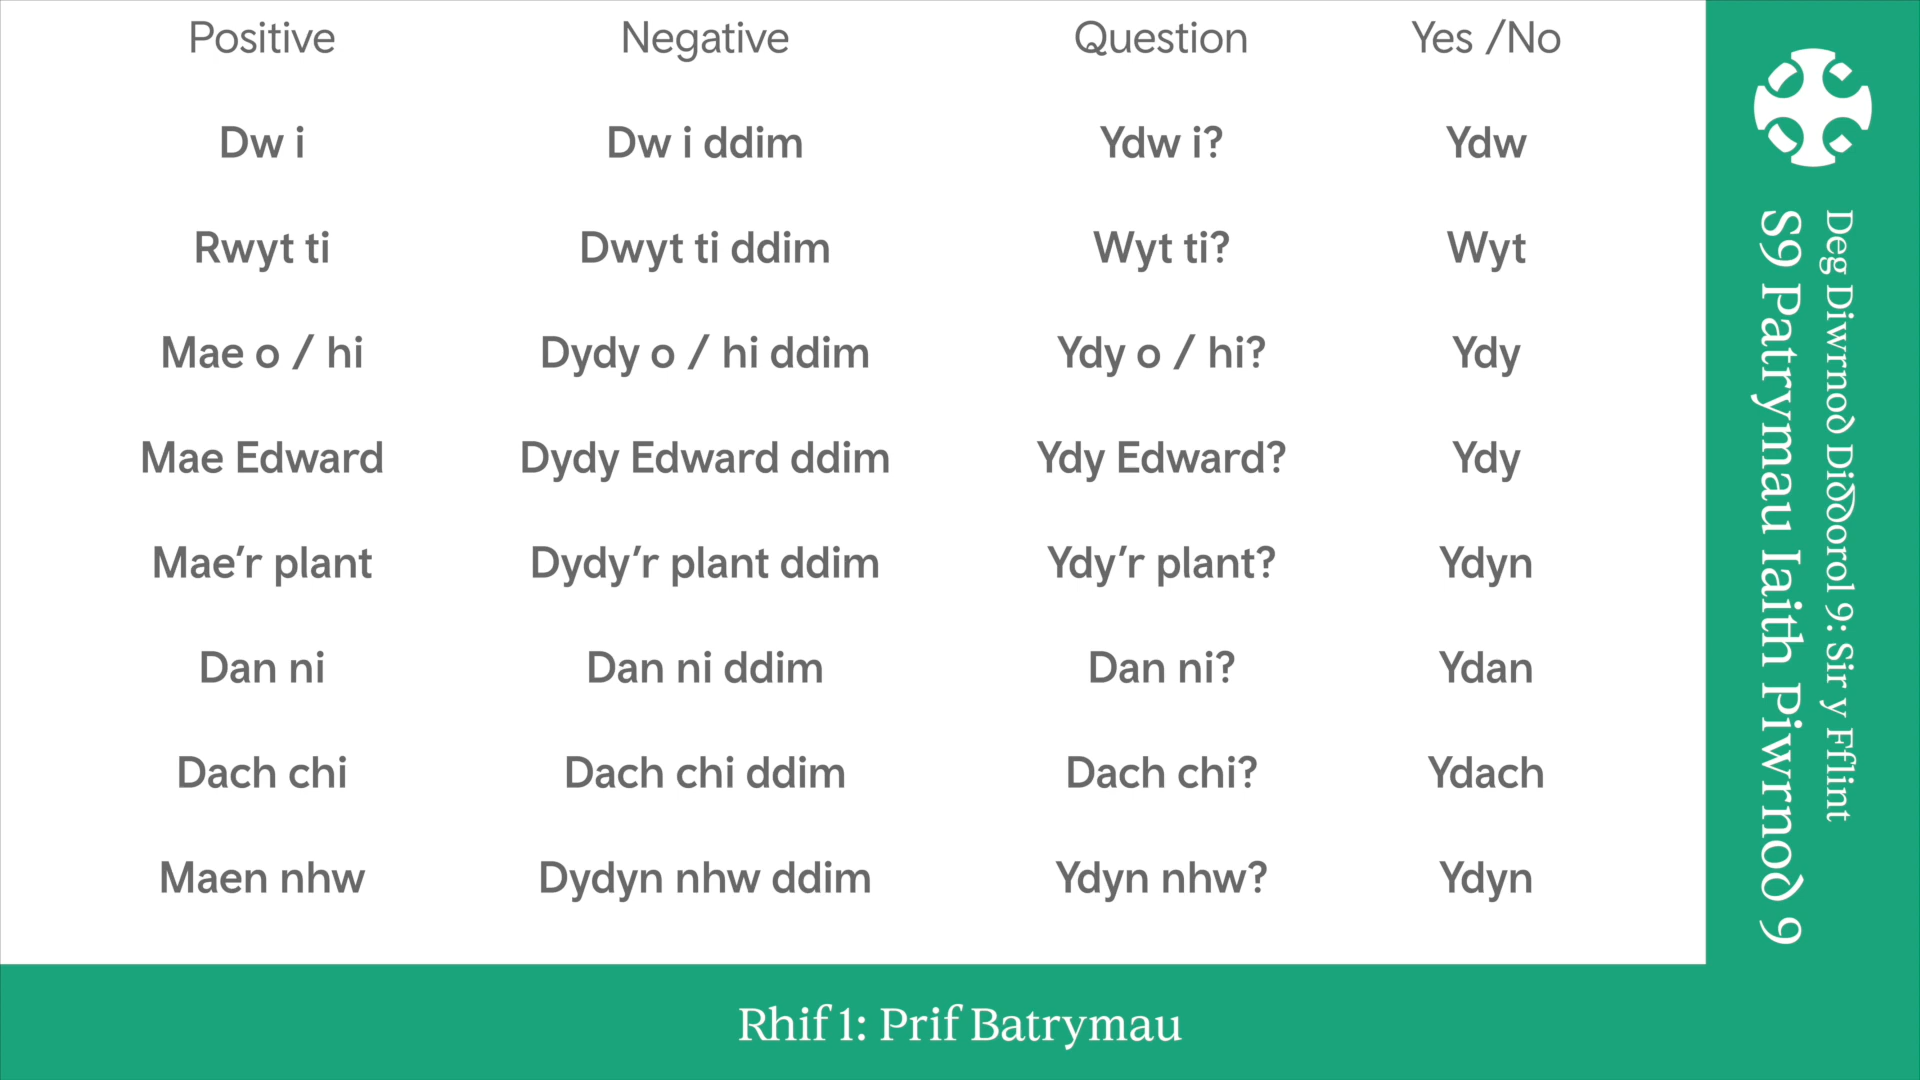 Positive Negative Question Yes /No
Dw i Dw i ddim Ydw i? Ydw
Rwyt ti Dwyt ti ddim Wyt ti? Wyt
Mae o / hi Dydy o / hi ddim Ydy o / hi? Ydy
Mae Edward Dydy Edward ddim Ydy Edward? Ydy
Mae’r plant Dydy’r plant ddim Ydy’r plant? Ydyn
Dan ni Dan ni ddim Dan ni? Ydan
Dach chi Dach chi ddim Dach chi? Ydach
Maen nhw Dydyn nhw ddim Ydyn nhw? Ydyn
Deg Diwrnod Diddorol 9: Sir y Fflint
S9 Patrymau Iaith Piwrnod 9
Rhif 1: Prif Batrymau